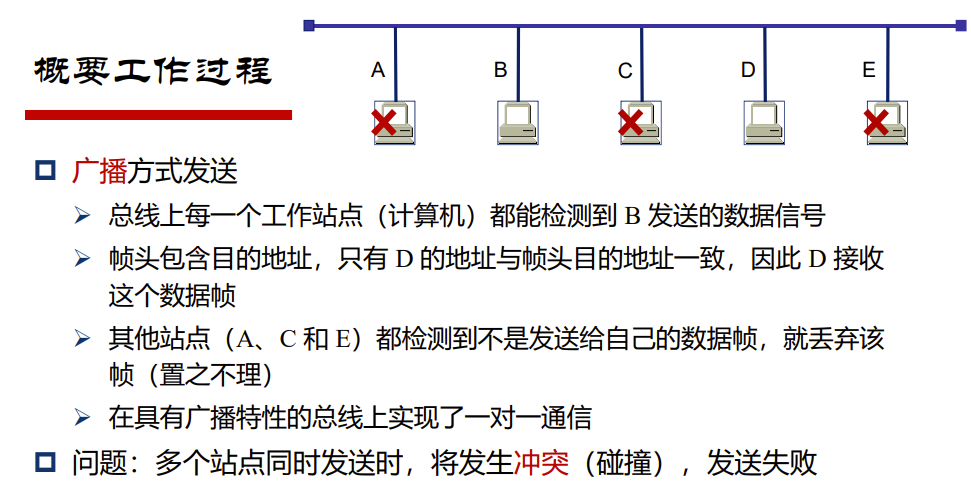 概要工作过程
A B C D E
广播方式发送
总线上每一个工作站点（计算机）都能检测到 B 发送的数据信号
帧头包含目的地址，只有 D 的地址与帧头目的地址一致，因此 D 接收
这个数据帧
其他站点（A、C 和 E）都检测到不是发送给自己的数据帧，就丢弃该
帧（置之不理）
在具有广播特性的总线上实现了一对一通信
问题：多个站点同时发送时，将发生冲突（碰撞），发送失败